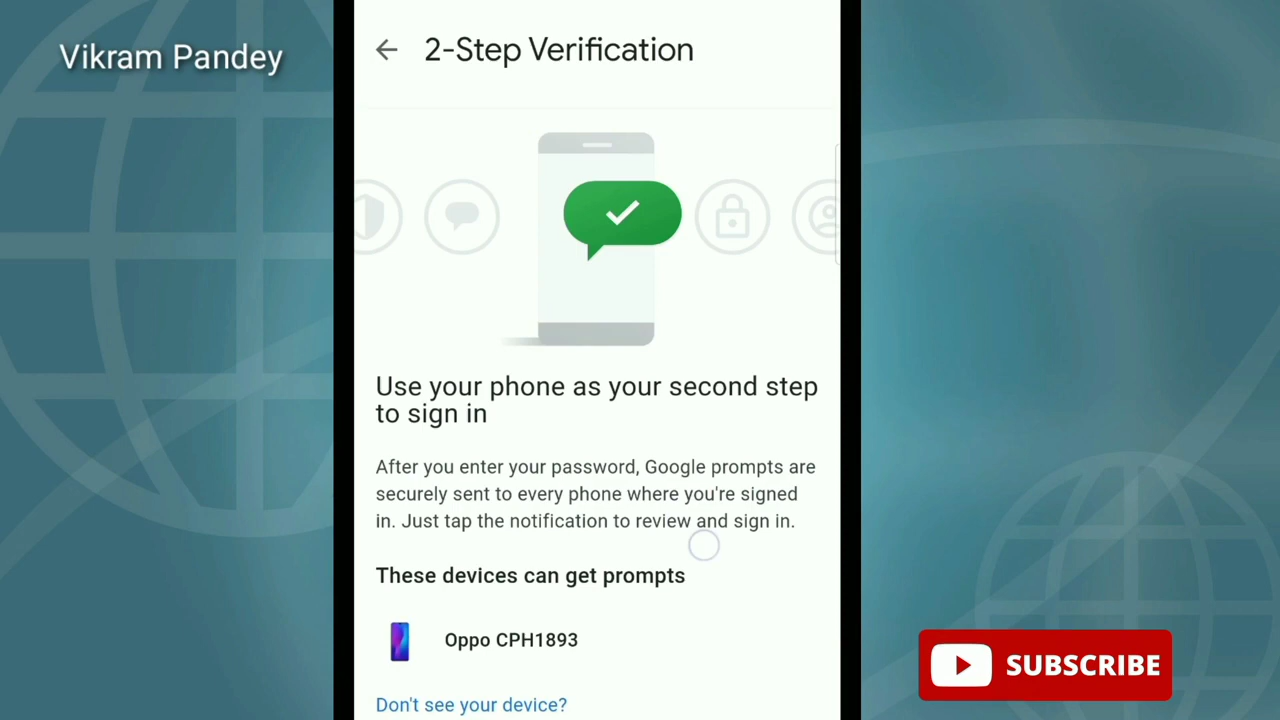 Vikram Pandey
2-Step Verification
Use your phone as your second step
to sign in
After you enter your password, Google prompts are
securely sent to every phone where you're signed
in. Just tap the notification to review and sign in.
These devices can get prompts
Oppo CPH1893
Don't see your device?
SUBSCRIBE